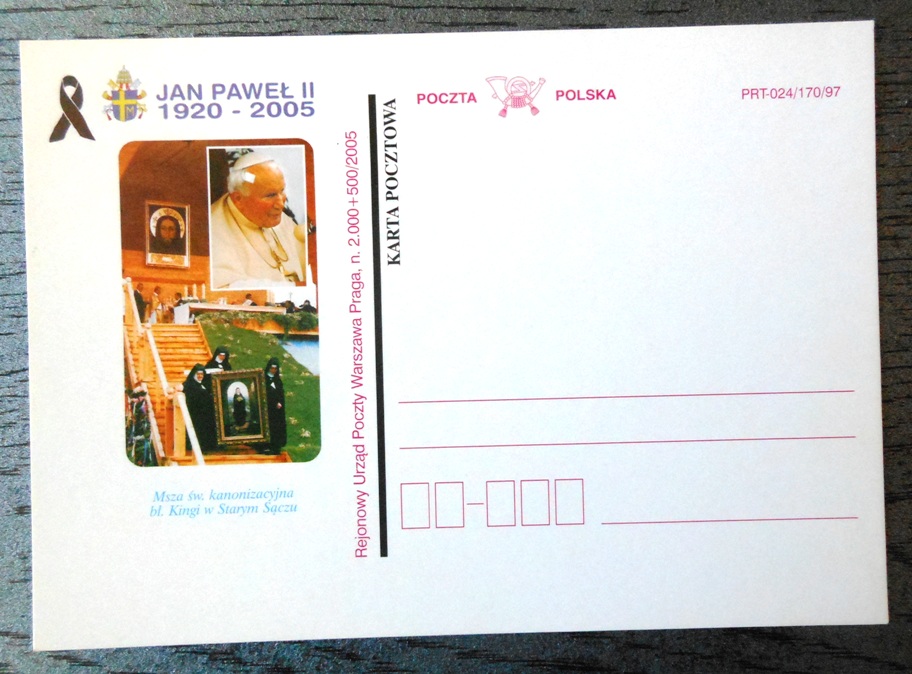 JAN PAWEŁ II
1920 - 2005
Msza św. kanonizacyjna
bł. Kingi w Starym Sączu
Rejonowy Urząd Poczty Warszawa Praga, n. 2.000+500/2005
KARTA POCZTOWA
POCZTA POLSKA
PRT-024/170/97